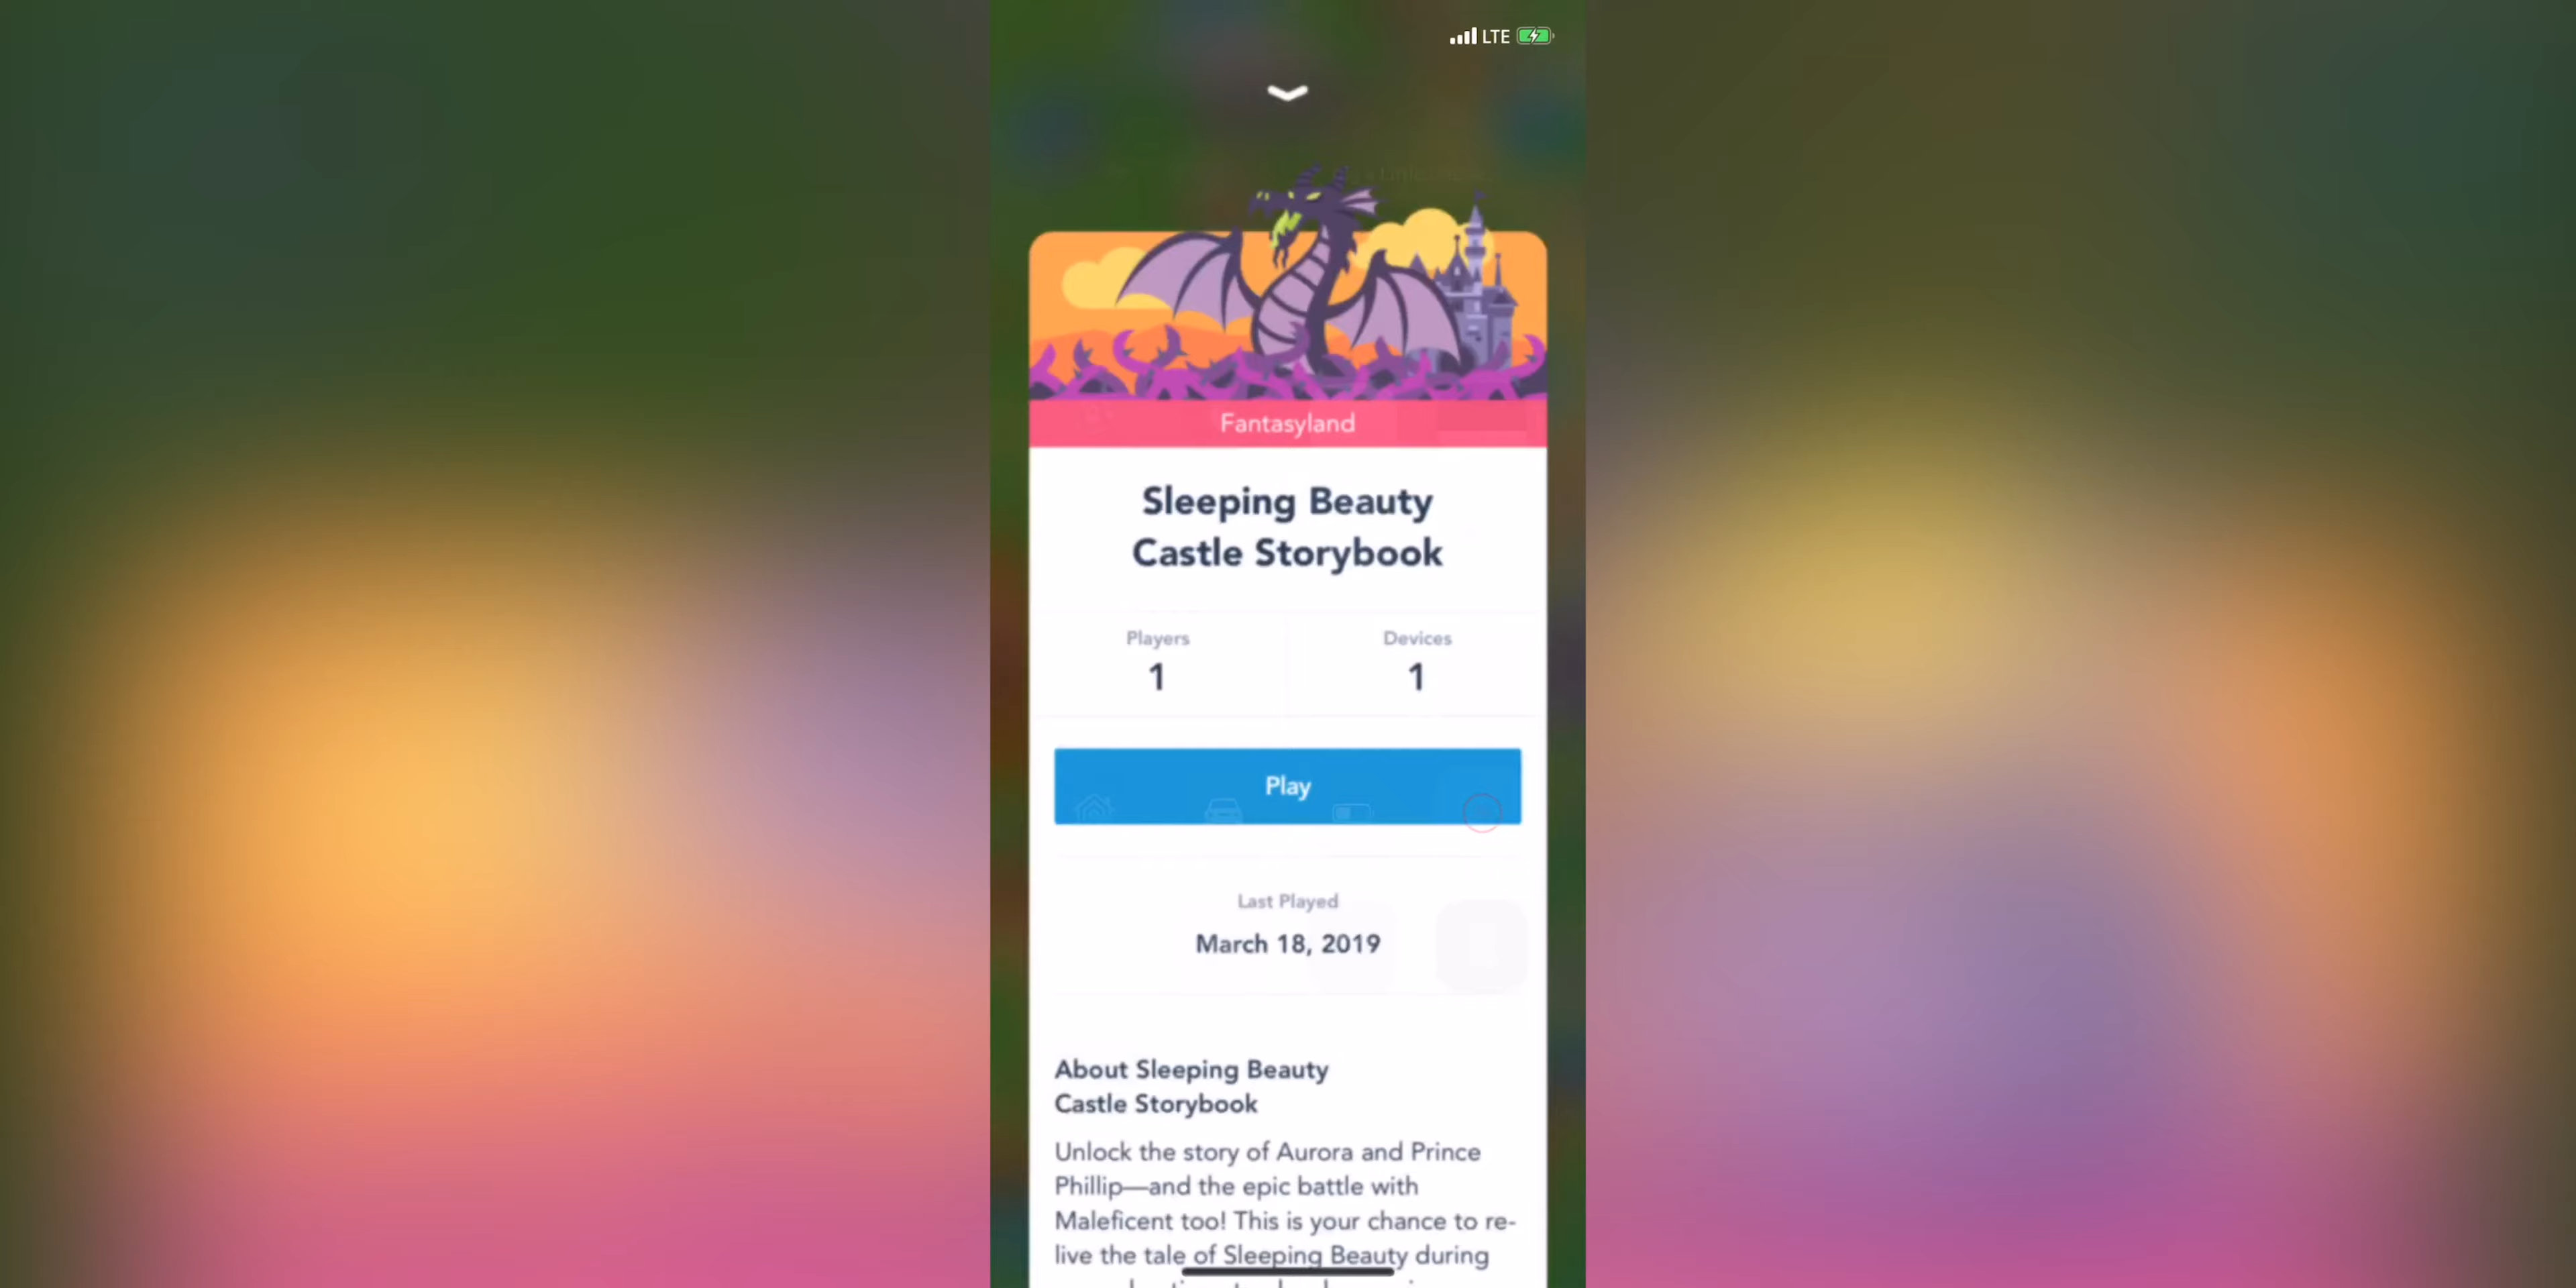 LTE
Fantasyland
Sleeping Beauty
Castle Storybook
Players
Devices
1
1
Play
Last Played
March 18, 2019
About Sleeping Beauty
Castle Storybook
Unlock the story of Aurora and Prince
Phillip—and the epic battle with
Maleficent too! This is your chance to re-
live the tale of Sleeping Beauty during